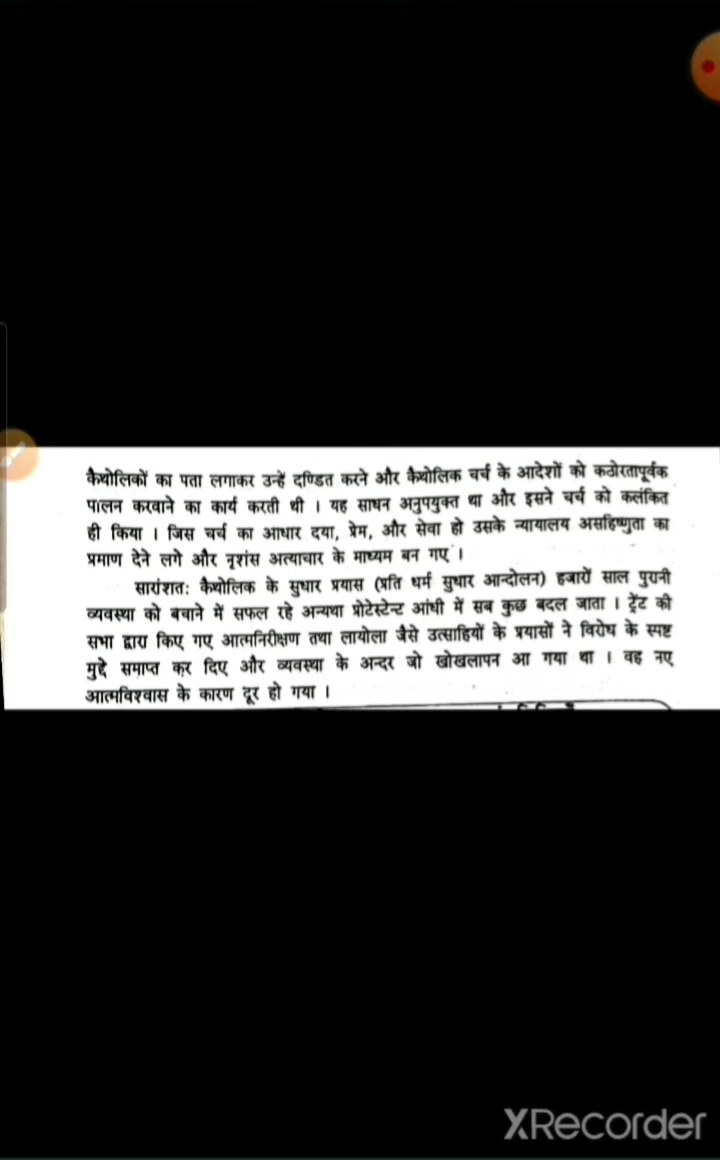 कैथोलिकों का पता लगाकर उन्हें दण्डित करने और कैथोलिक चर्च के आदेशों को कठोरतापूर्वक
पालन करवाने का कार्य करती थी । यह साधन अनुपयुक्त था और इसने चर्च को कलंकित
ही किया । जिस चर्च का आधार दया, प्रेम, और सेवा हो उसके न्यायालय असहिष्णुता का
प्रमाण देने लगे और नृशंस अत्याचार के माध्यम बन गए ।
सारांशतः कैथोलिक के सुधार प्रयास (प्रति धर्म सुधार आन्दोलन) हजारों साल पुरानी
व्यवस्था को बचाने में सफल रहे अन्यथा प्रोटेस्टेन्ट आंधी में सब कुछ बदल जाता । ट्रेंट की
सभा द्वारा किए गए आत्मनिरीक्षण तथा लायोला जैसे उत्साहियों के प्रयासों ने विरोध के स्पष्ट
मुद्दे समाप्त कर दिए और व्यवस्था के अन्दर जो खोखलापन आ गया था । वह नए
आत्मविश्वास के कारण दूर हो गया ।
XRecorder